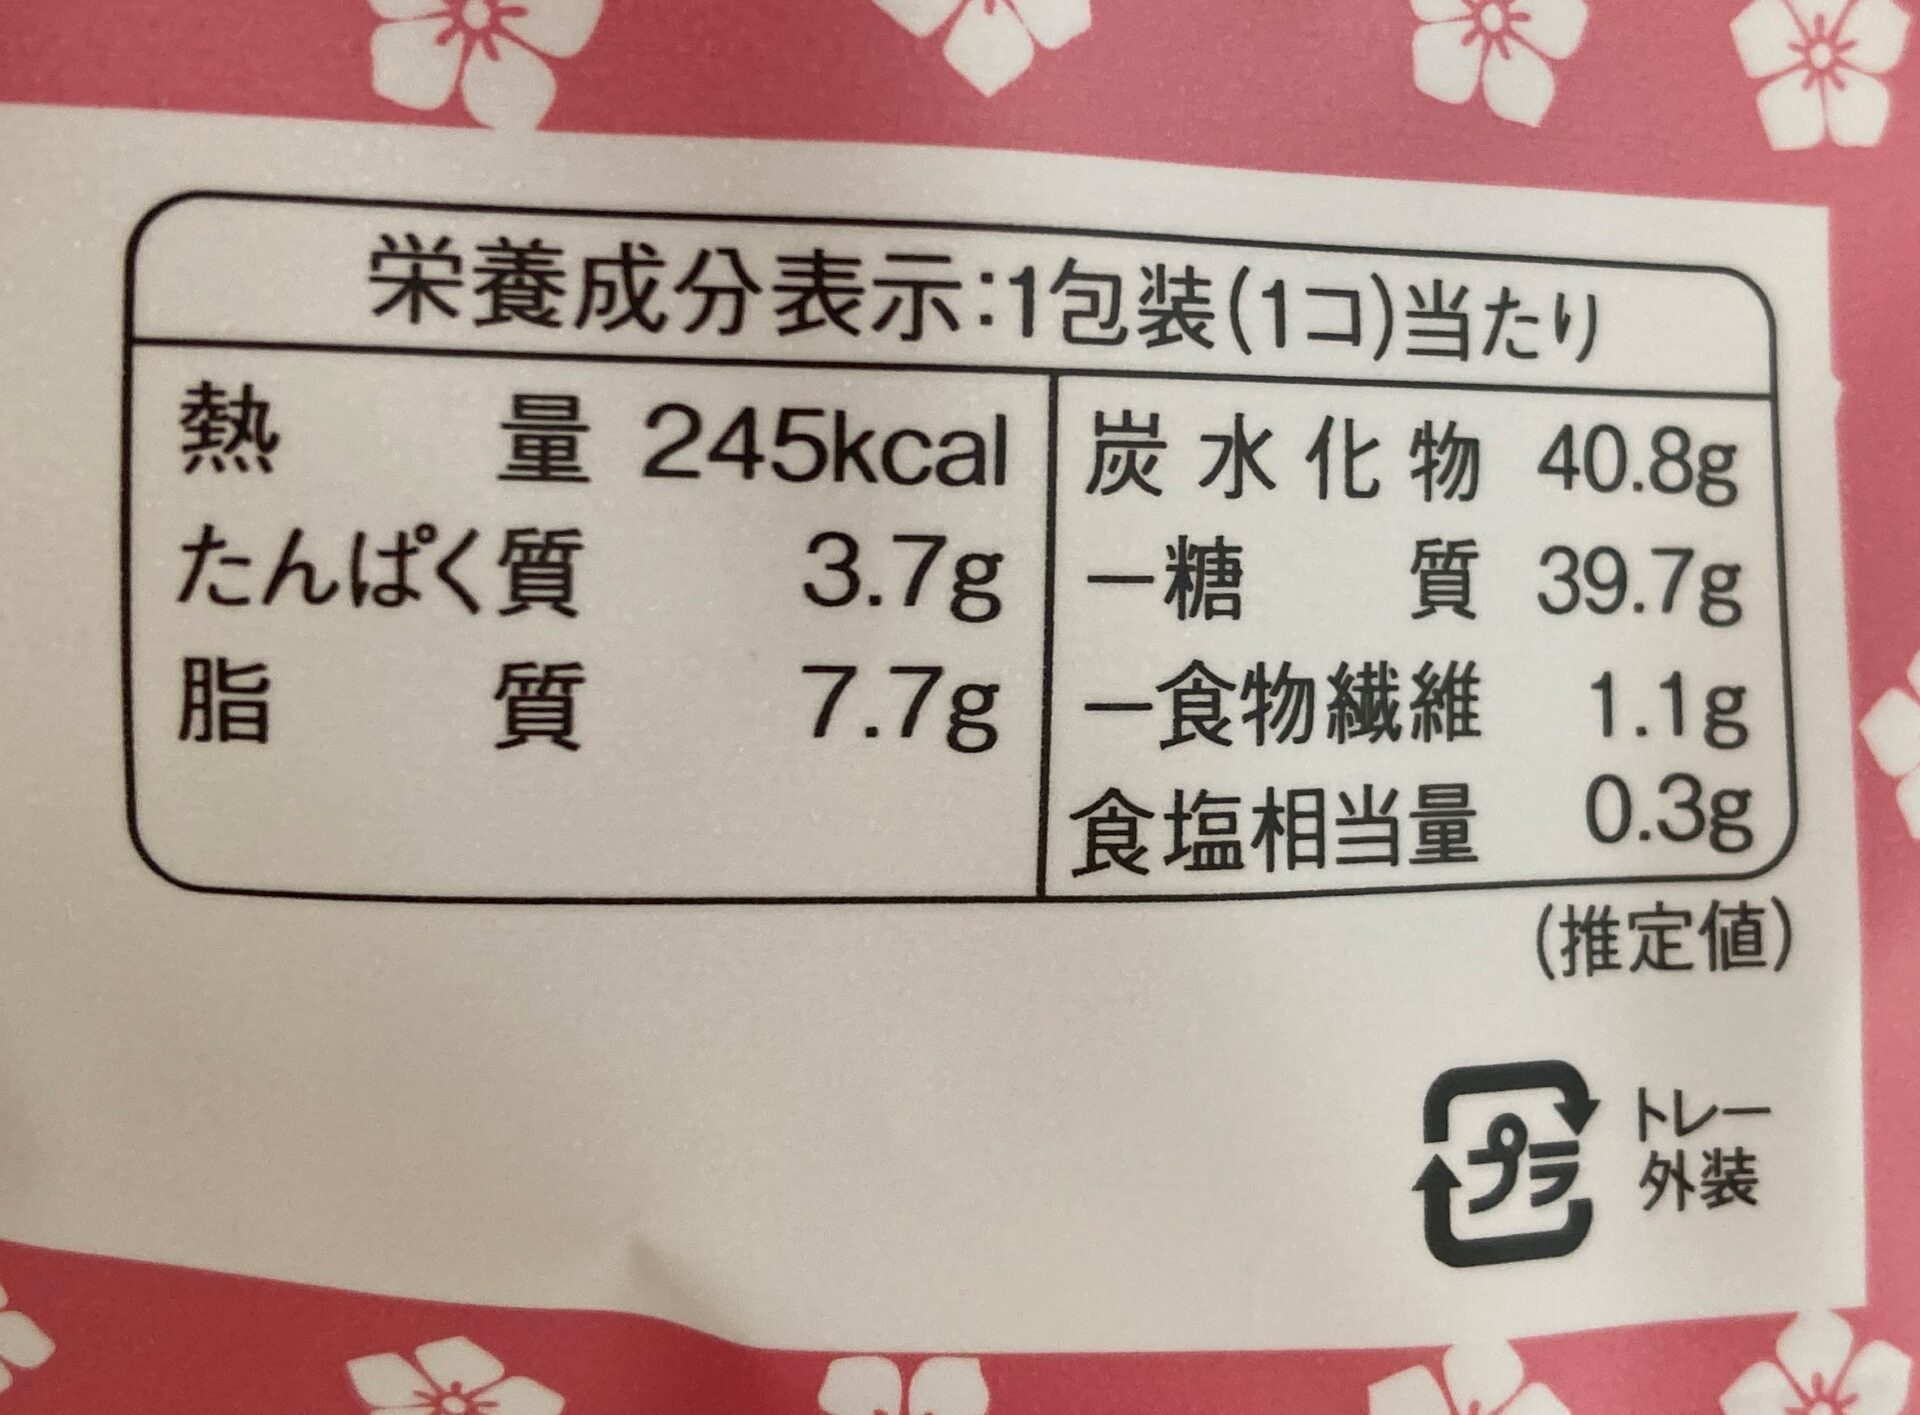 栄養成分表示:1包装(1コ)当たり
熱量 245kcal
たんぱく質 3.7g
脂質 7.7g
炭水化物 40.8g
－糖質 39.7g
－食物繊維 1.1g
食塩相当量 0.3g
(推定値)
プラ
トレー
外装